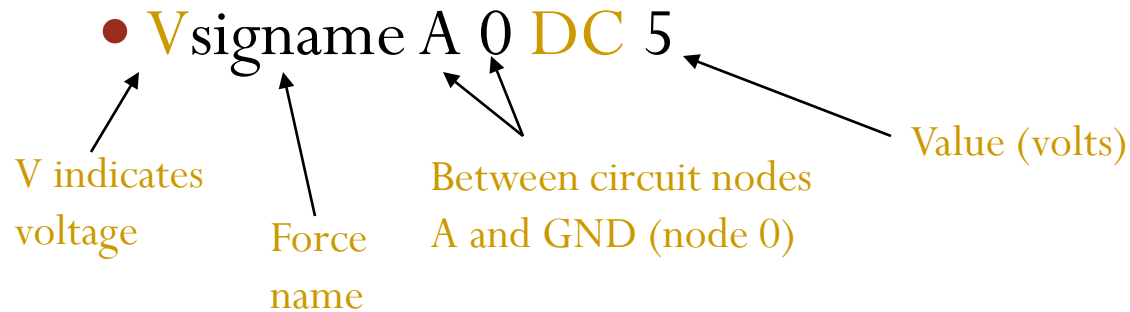 • Vsigname A 0 DC 5
Value (volts)
V indicates
voltage
Force
name
Between circuit nodes
A and GND (node 0)